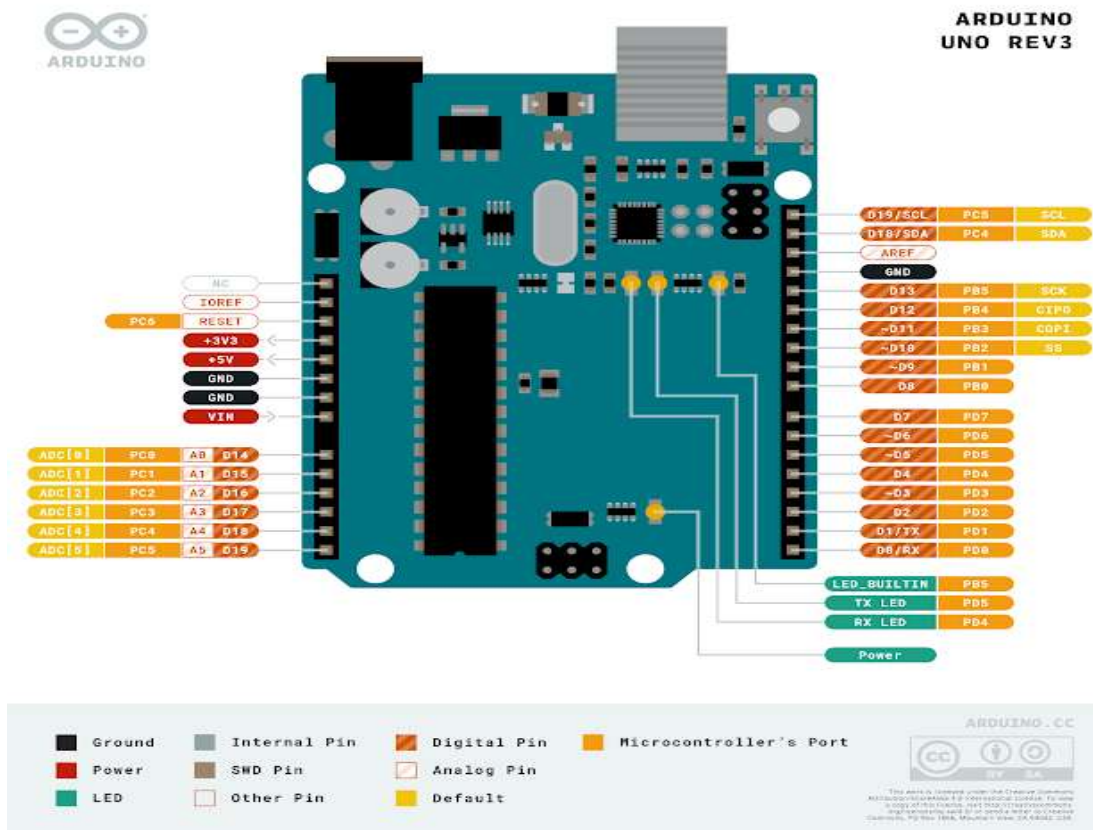 ARDUINO
ARDUINO
UNO REV3
NC
IOREF
PC6 RESET
+3V3
+5V
GND
GND
VIN
ADC[0] PC0 A0 D14
ADC[1] PC1 A1 D15
ADC[2] PC2 A2 D16
ADC[3] PC3 A3 D17
ADC[4] PC4 A4 D18
ADC[5] PC5 A5 D19
D19/SCL PC5 SCL
D18/SDA PC4 SDA
AREF
GND
D13 PB5 SCK
D12 PB4 CIPO
~D11 PB3 COPI
~D10 PB2 SS
~D9 PB1
D8 PB0
D7 PD7
~D6 PD6
~D5 PD5
D4 PD4
~D3 PD3
D2 PD2
D1/TX PD1
D0/RX PD0
LED_BUILTIN PB5
TX LED PD5
RX LED PD4
Power
Ground Internal Pin Digital Pin Microcontroller's Port
Power SWD Pin Analog Pin
LED Other Pin Default
ARDUINO.CC
CC
BY SA